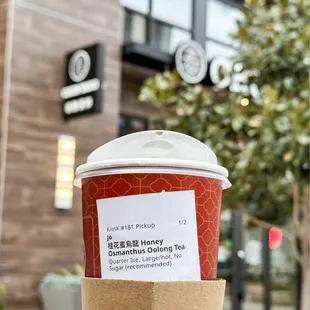 Kiosk #181 Pickup 1/2
Jo
桂花蜜烏龍 Honey
Osmanthus Oolong Tea
Quarter Ice, Large/hot, No
Sugar (recommended)